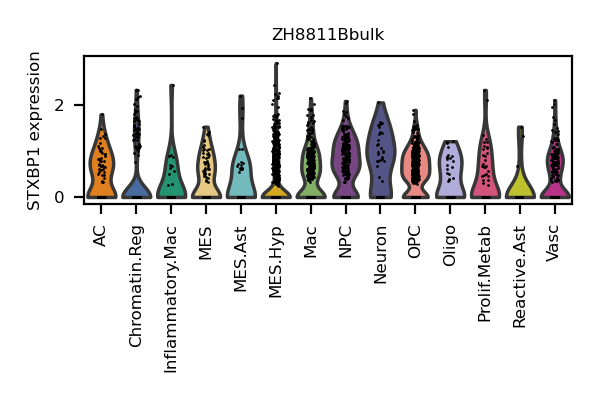 ZH8811Bbulk
STXBP1 expression
2
0
AC
Chromatin.Reg
Inflammatory.Mac
MES
MES.Ast
MES.Hyp
Mac
NPC
Neuron
OPC
Oligo
Prolif.Metab
Reactive.Ast
Vasc